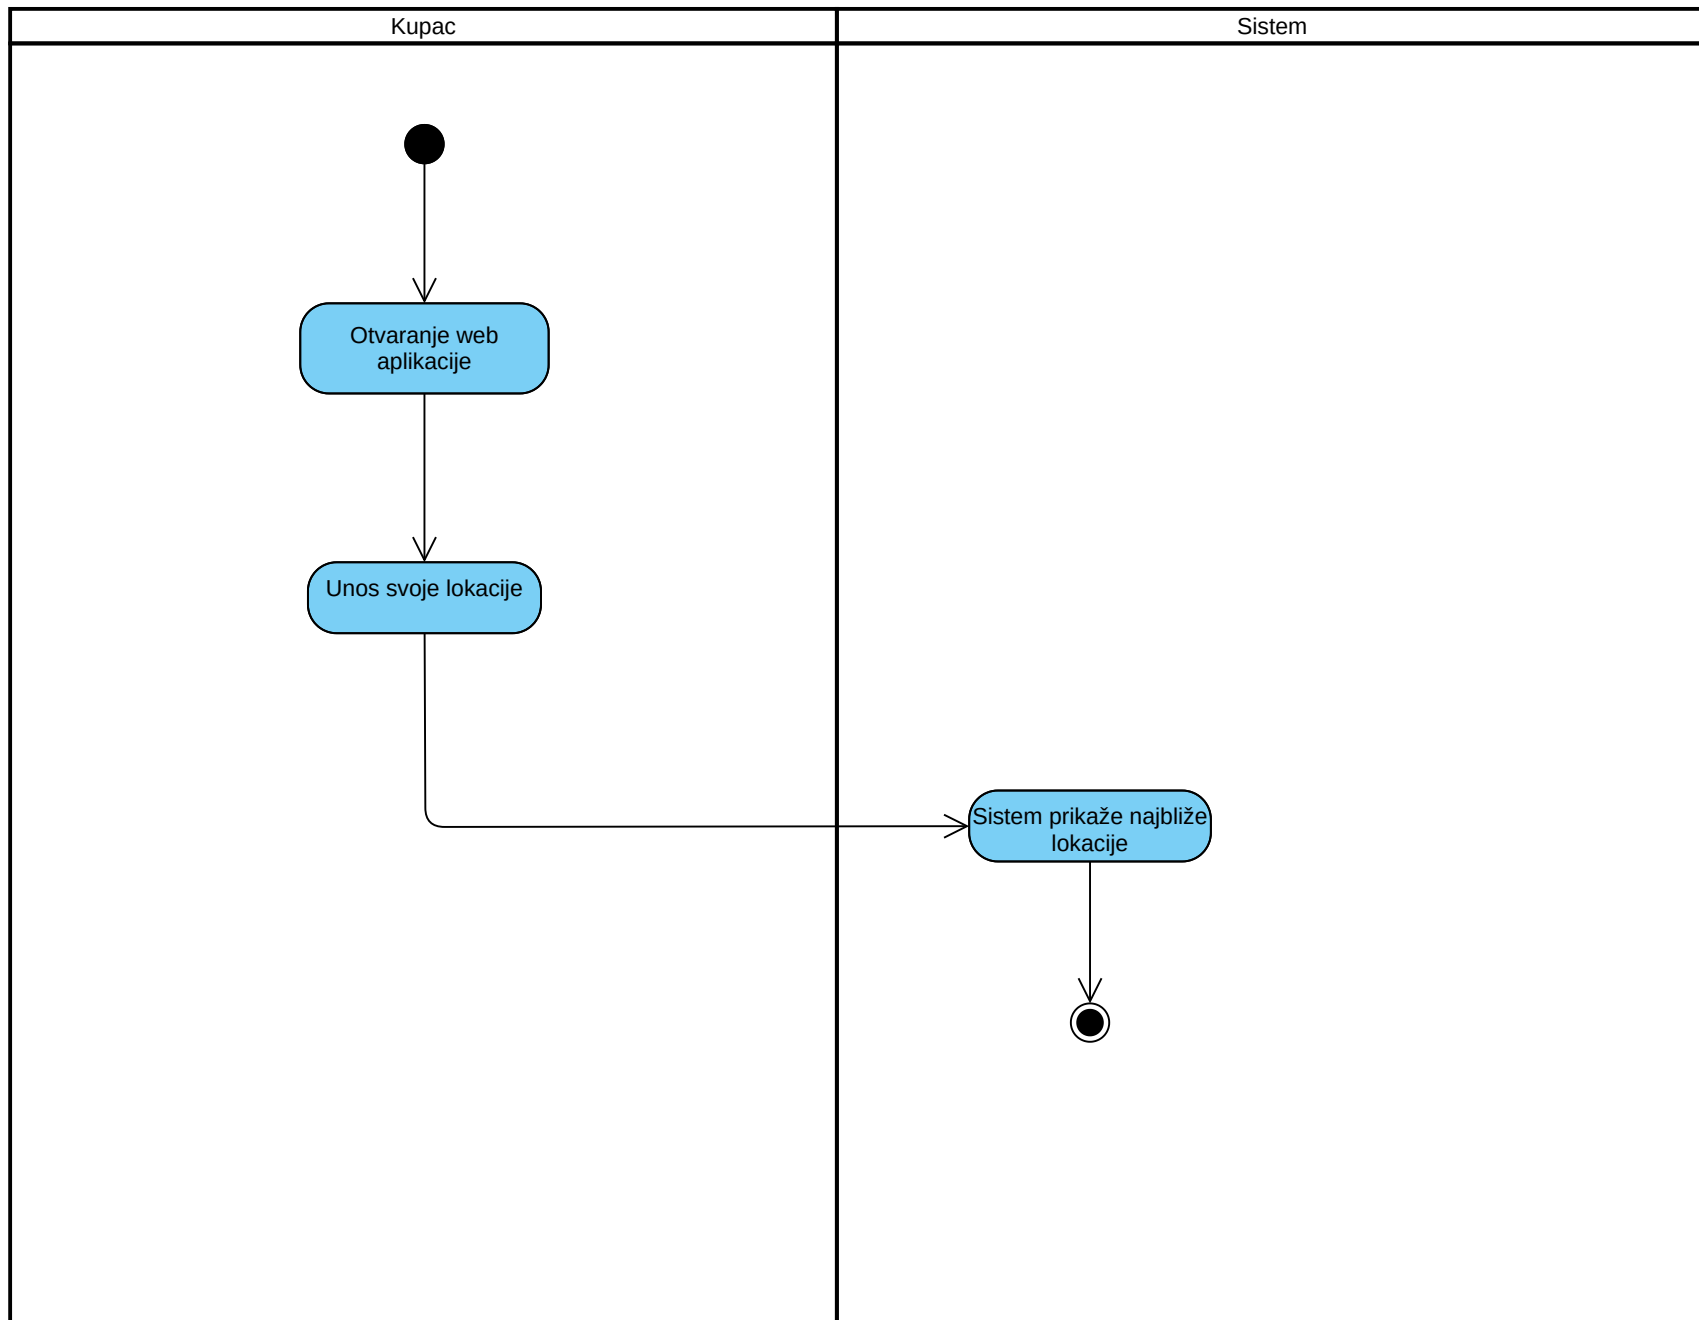 Kupac
Sistem
Otvaranje web
aplikacije
Unos svoje lokacije
Sistem prikaže najbliže
lokacije